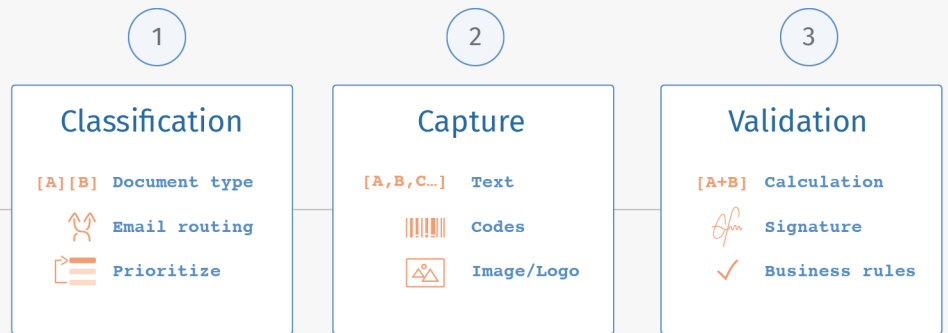 1
Classification
[A][B] Document type
Email routing
Prioritize
2
Capture
[A,B,C…] Text
Codes
Image/Logo
3
Validation
[A+B] Calculation
Signature
Business rules